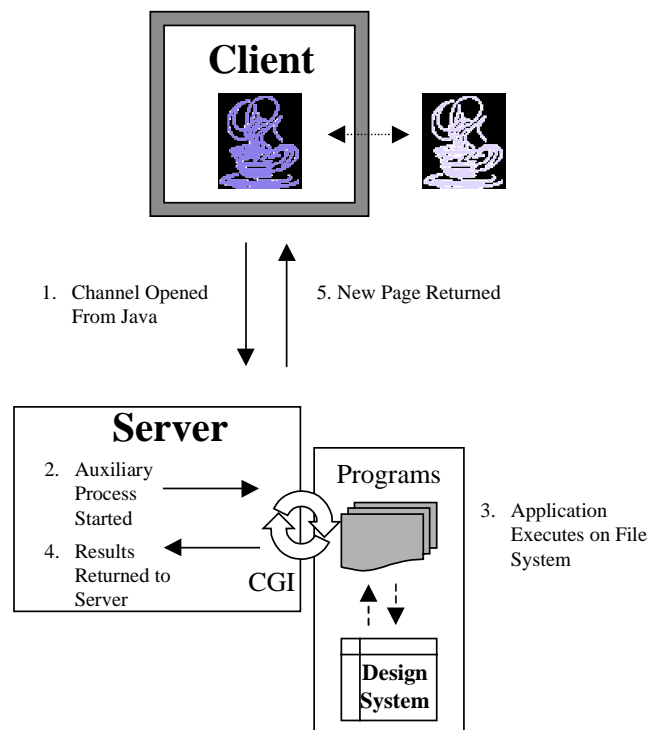 Client
1. Channel Opened
From Java
5. New Page Returned
Server
2. Auxiliary
Process
Started
4. Results
Returned to
Server
CGI
Programs
3. Application
Executes on File
System
Design
System